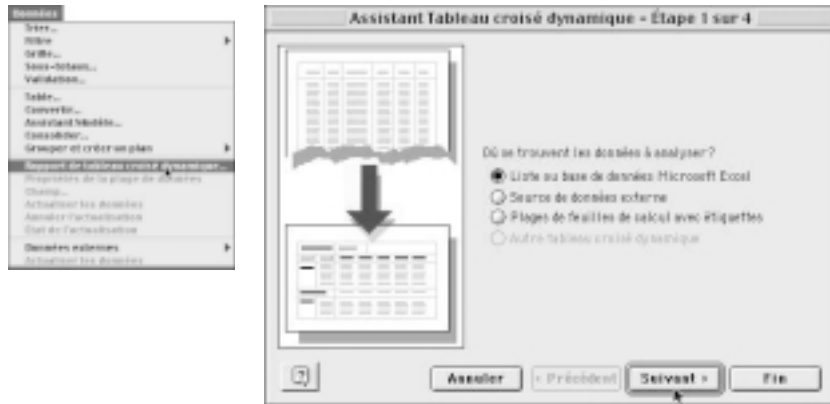 Données
Trier...
Filtre
Grille...
Sous-totaux...
Validation...
Table...
Convertir...
Assistant Modèle...
Consolider...
Grouper et créer un plan
Rapport de tableau croisé dynamique...
Propriétés de la plage de données
Champ...
Actualiser les données
Annuler l'actualisation
État de l'actualisation
Données externes
Actualiser les données
Assistant Tableau croisé dynamique - Étape 1 sur 4
Où se trouvent les données à analyser?
Liste ou base de données Microsoft Excel
Source de données externe
Plages de feuilles de calcul avec étiquettes
Autre tableau croisé dynamique
?
Annuler
< Précédent
Suivant >
Fin